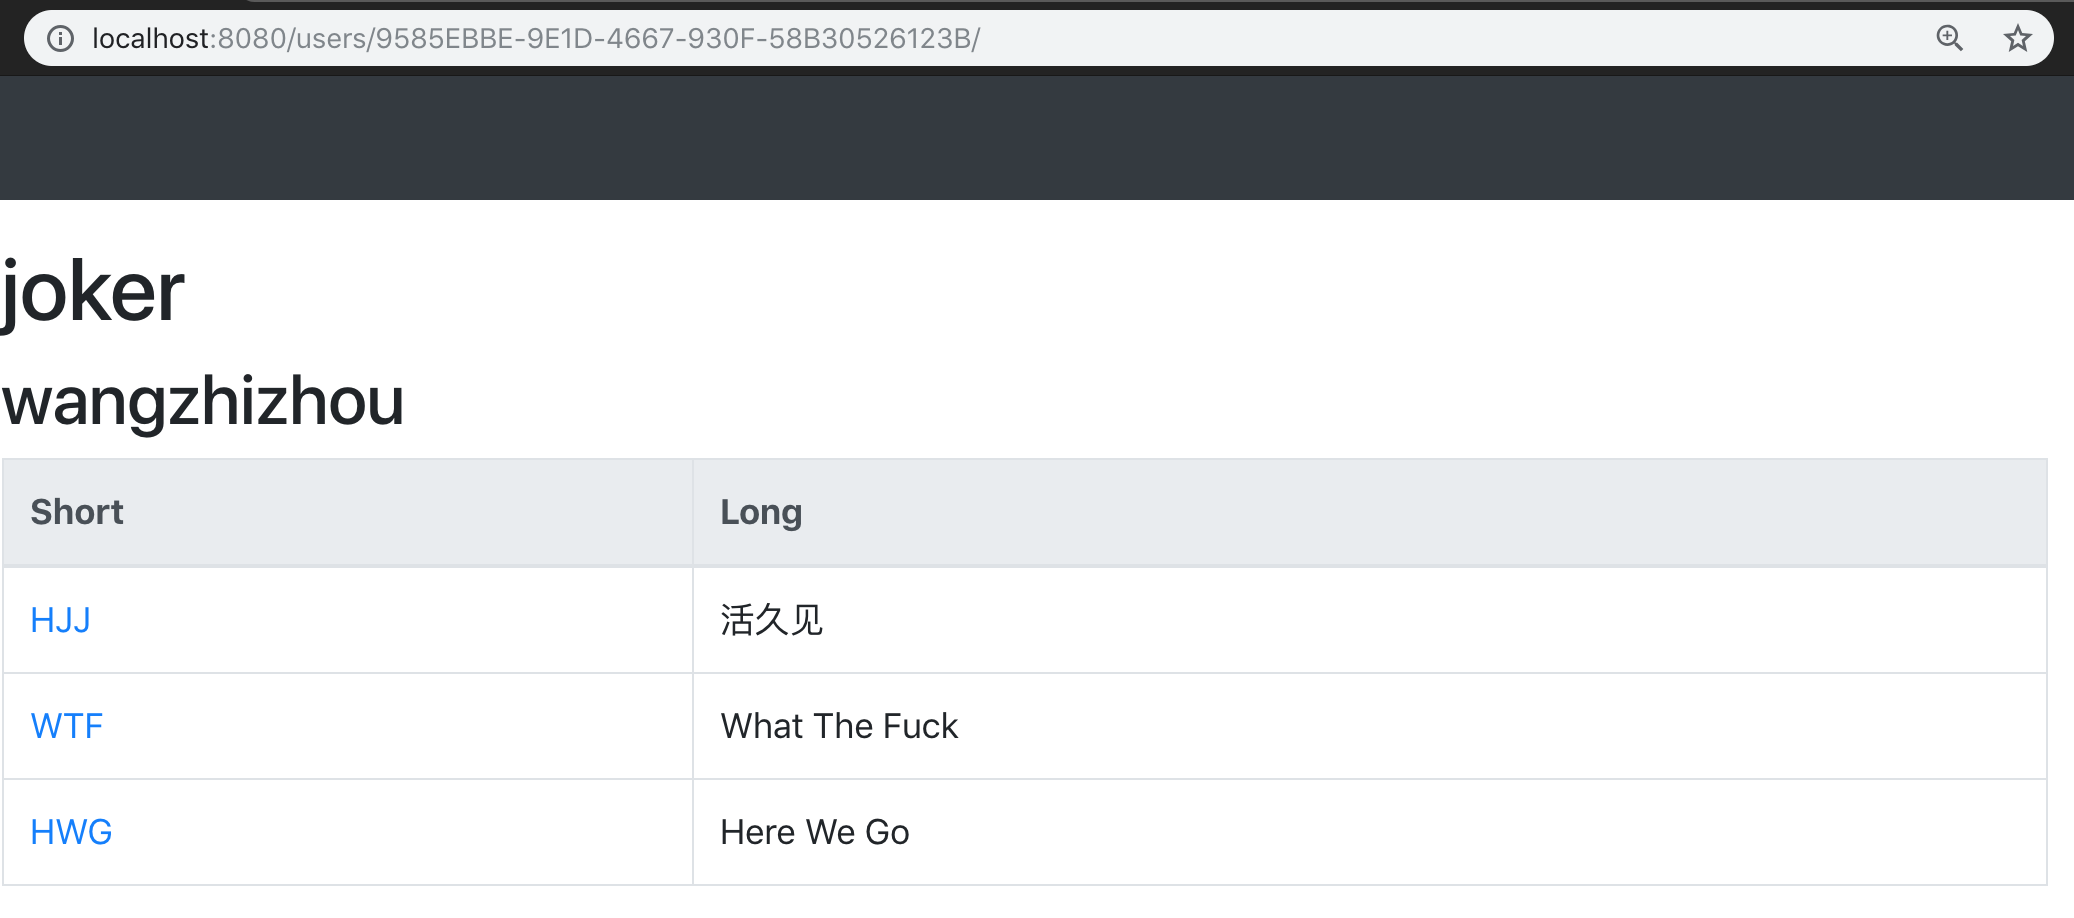 localhost:8080/users/9585EBBE-9E1D-4667-930F-58B30526123B/
joker
wangzhizhou
Short Long
HJJ 活久见
WTF What The Fuck
HWG Here We Go